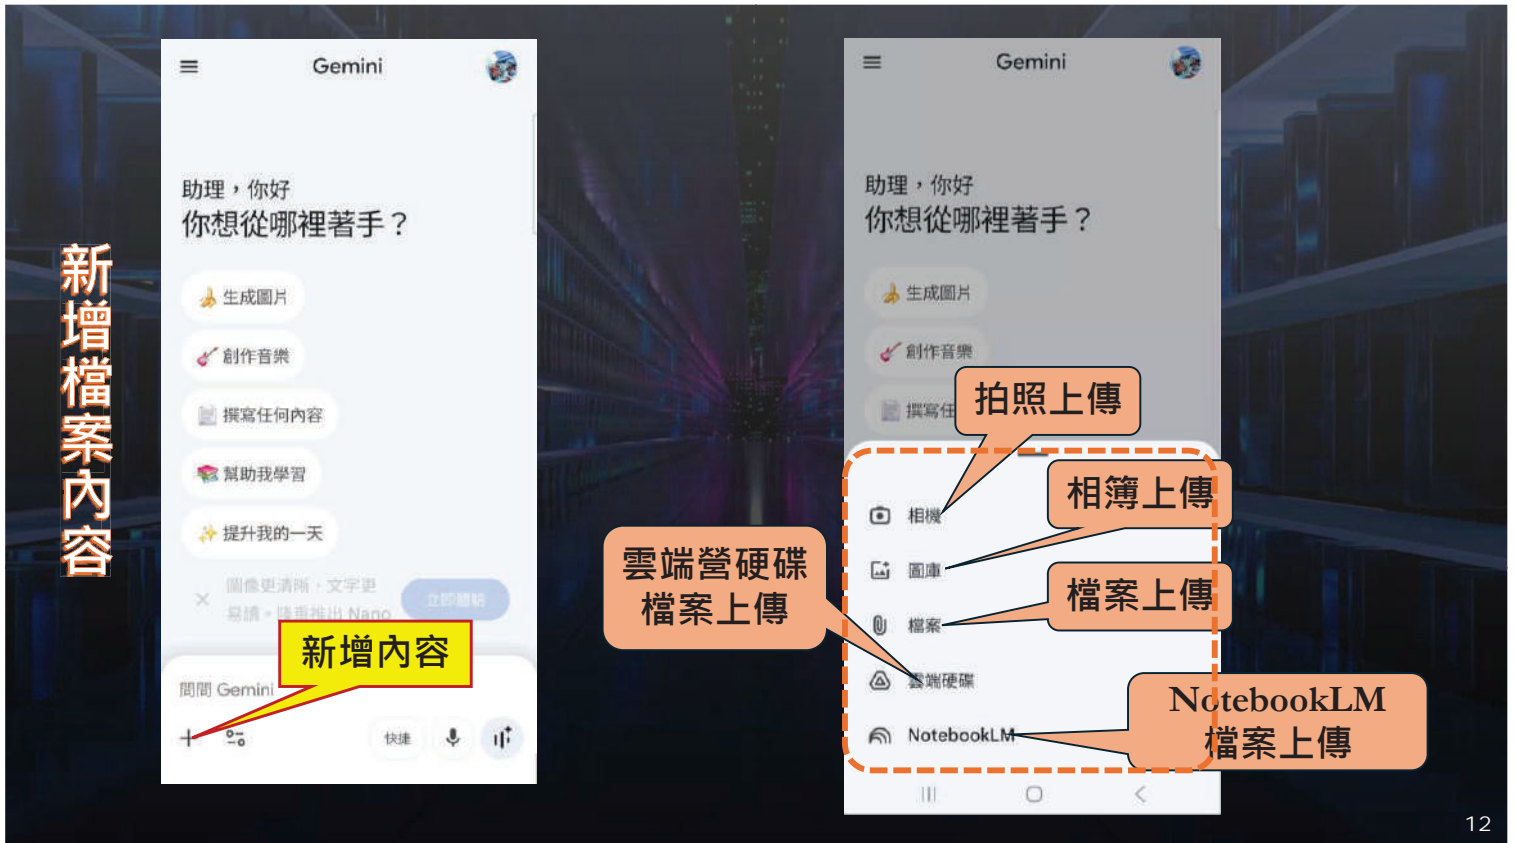 新增檔案內容
Gemini
助理，你好
你想從哪裡著手？
生成圖片
創作音樂
撰寫任何內容
幫助我學習
提升我的一天
圖像更清晰，文字更
易讀。隆重推出 Nano
立即體驗
新增內容
問問 Gemini
快捷
Gemini
助理，你好
你想從哪裡著手？
生成圖片
創作音樂
撰寫任
拍照上傳
相機
相簿上傳
圖庫
檔案上傳
檔案
雲端營硬碟
檔案上傳
雲端硬碟
NotebookLM
檔案上傳
NotebookLM
12